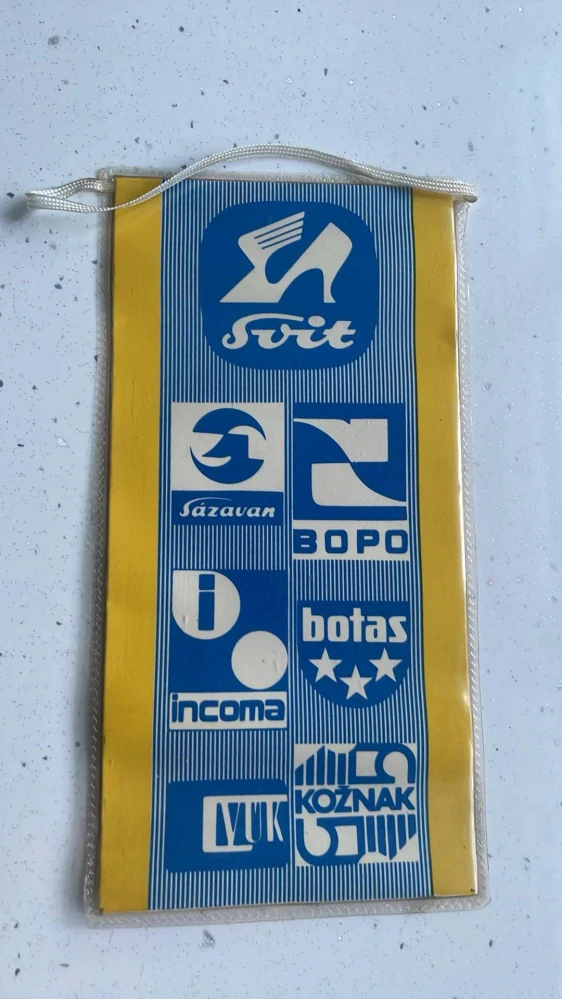 Svit
Sázavan
BOPO
i
incoma
botas
VÚK
KOŽNAK